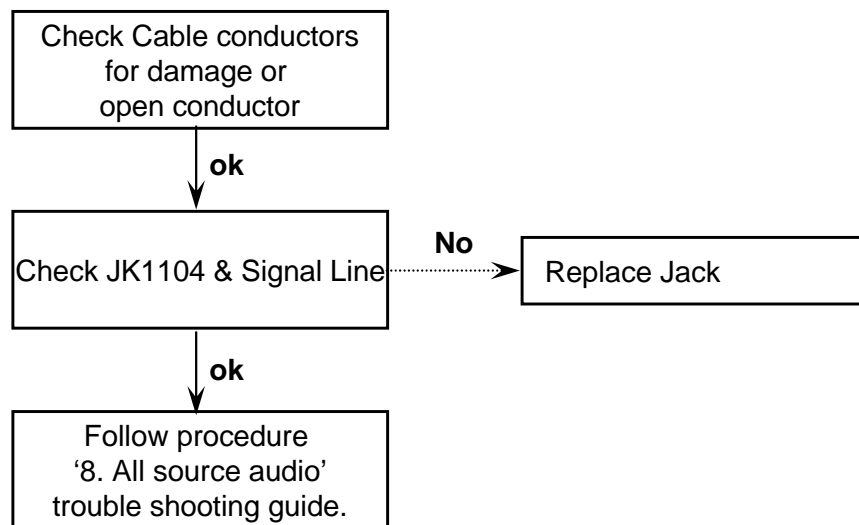 Check Cable conductors
for damage or
open conductor
ok
Check JK1104 & Signal Line
No
Replace Jack
ok
Follow procedure
‘8. All source audio’
trouble shooting guide.